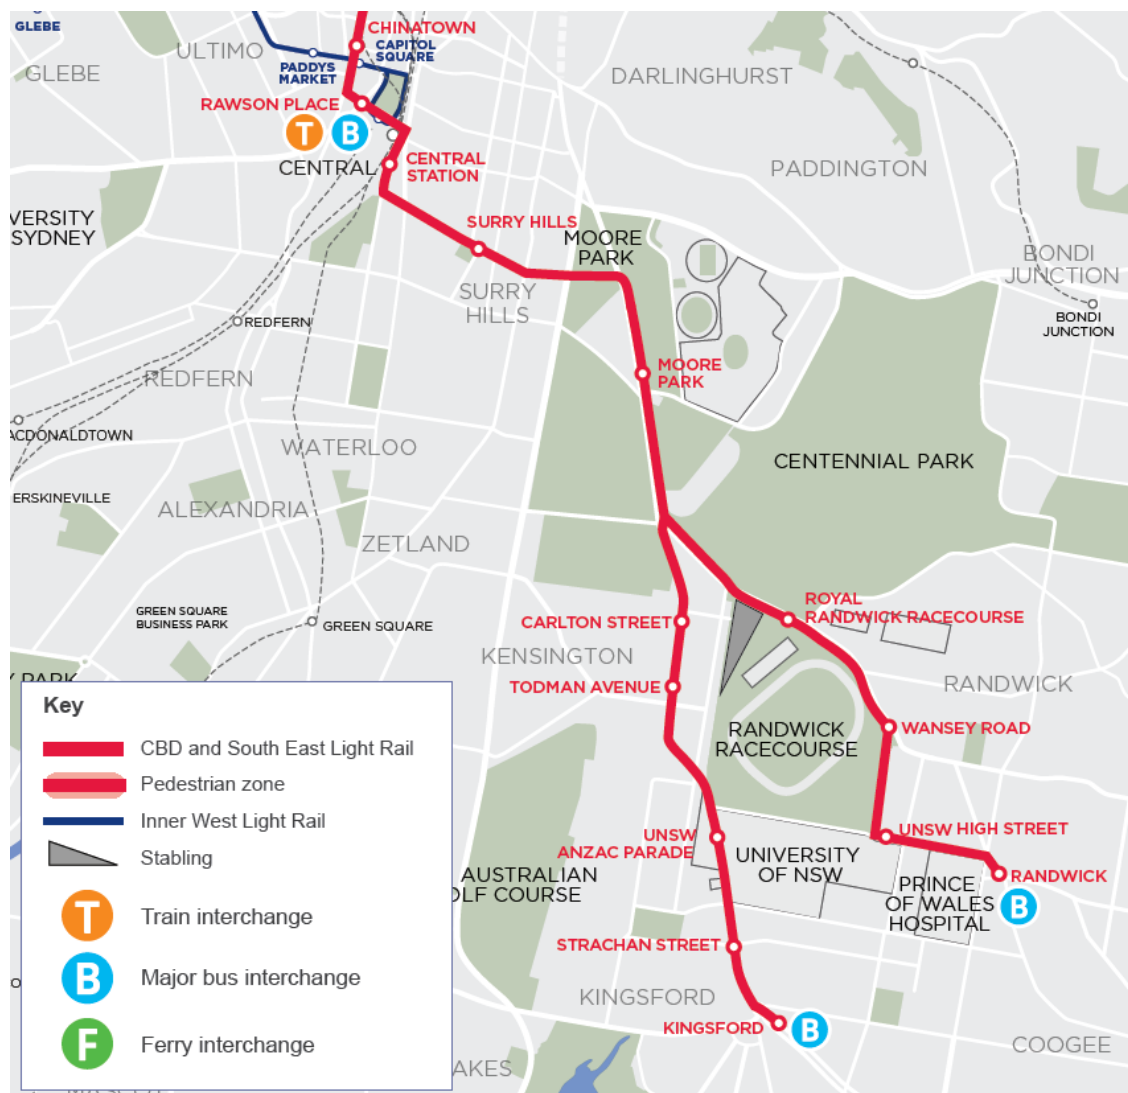 GLEBE
CHINATOWN
ULTIMO
CAPITOL
SQUARE
PADDYS
MARKET
GLEBE
DARLINGHURST
RAWSON PLACE
T
B
CENTRAL
CENTRAL
STATION
PADDINGTON
VERSITY
SYDNEY
SURRY HILLS
MOORE
PARK
BONDI
JUNCTION
SURRY
HILLS
BONDI
JUNCTION
REDFERN
REDFERN
MOORE
PARK
ACDONALDTOWN
WATERLOO
CENTENNIAL PARK
ERSKINEVILLE
ALEXANDRIA
ZETLAND
GREEN SQUARE
BUSINESS PARK
GREEN SQUARE
CARLTON STREET
ROYAL
RANDWICK RACECOURSE
KENSINGTON
TODMAN AVENUE
RANDWICK
Y PARK
RANDWICK
RACECOURSE
WANSEY ROAD
UNSW
ANZAC PARADE
UNSW HIGH STREET
UNIVERSITY
OF NSW
AUSTRALIAN
OLF COURSE
PRINCE
OF WALES
HOSPITAL
RANDWICK
B
STRACHAN STREET
KINGSFORD
KINGSFORD
B
COOGEE
AKES
Key
CBD and South East Light Rail
Pedestrian zone
Inner West Light Rail
Stabling
T Train interchange
B Major bus interchange
F Ferry interchange